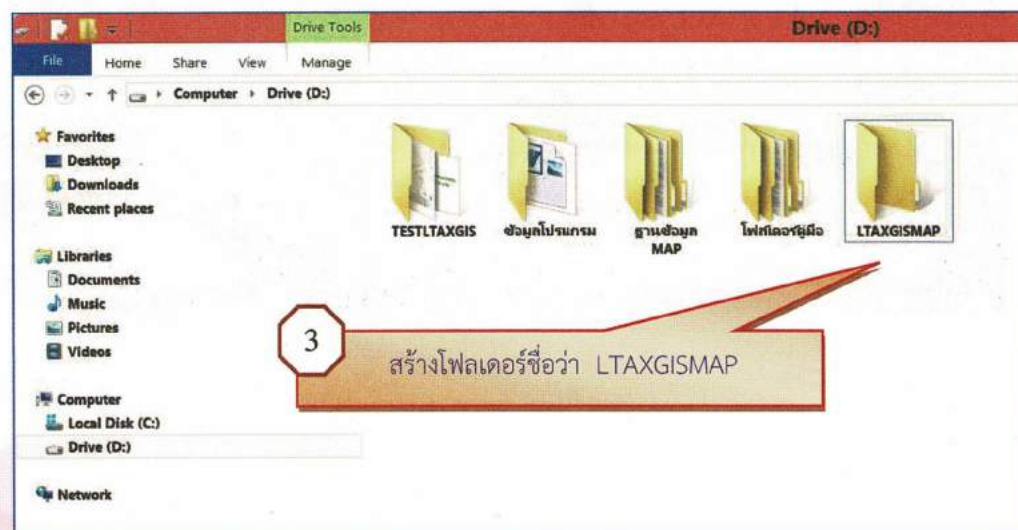 Drive Tools
Drive (D:)
File Home Share View Manage
Computer Drive (D:)
Favorites
Desktop
Downloads
Recent places
Libraries
Documents
Music
Pictures
Videos
Computer
Local Disk (C:)
Drive (D:)
Network
TESTLTAXGIS
ข้อมูลโปรแกรม
ฐานข้อมูล
MAP
โฟลเดอร์คู่มือ
LTAXGISMAP
3
สร้างโฟลเดอร์ชื่อว่า LTAXGISMAP